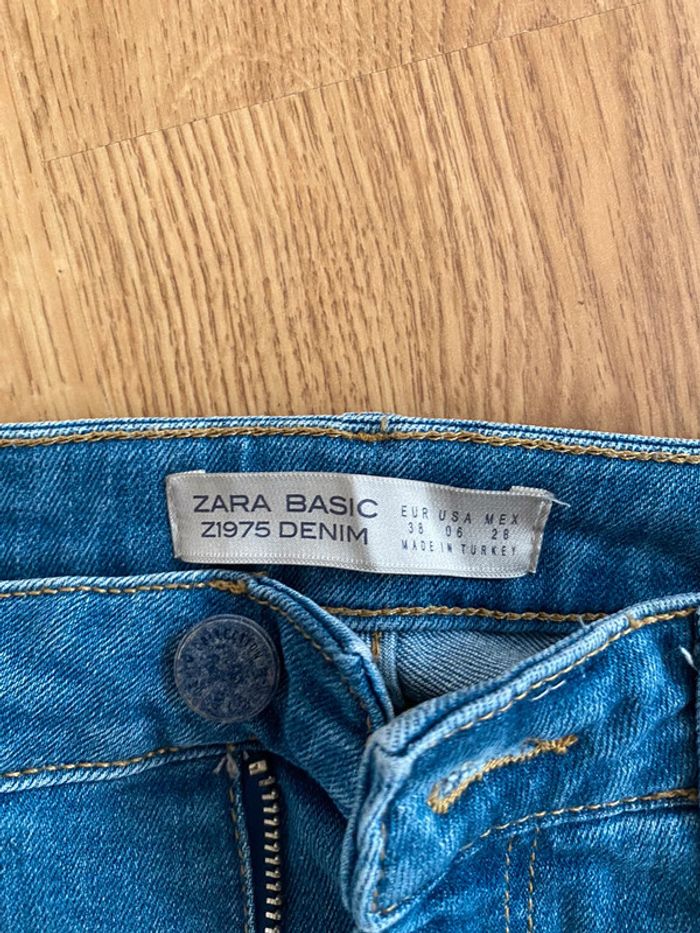 ZARA BASIC
Z1975 DENIM
EUR USA MEX
38 06 28
MADE IN TURKEY